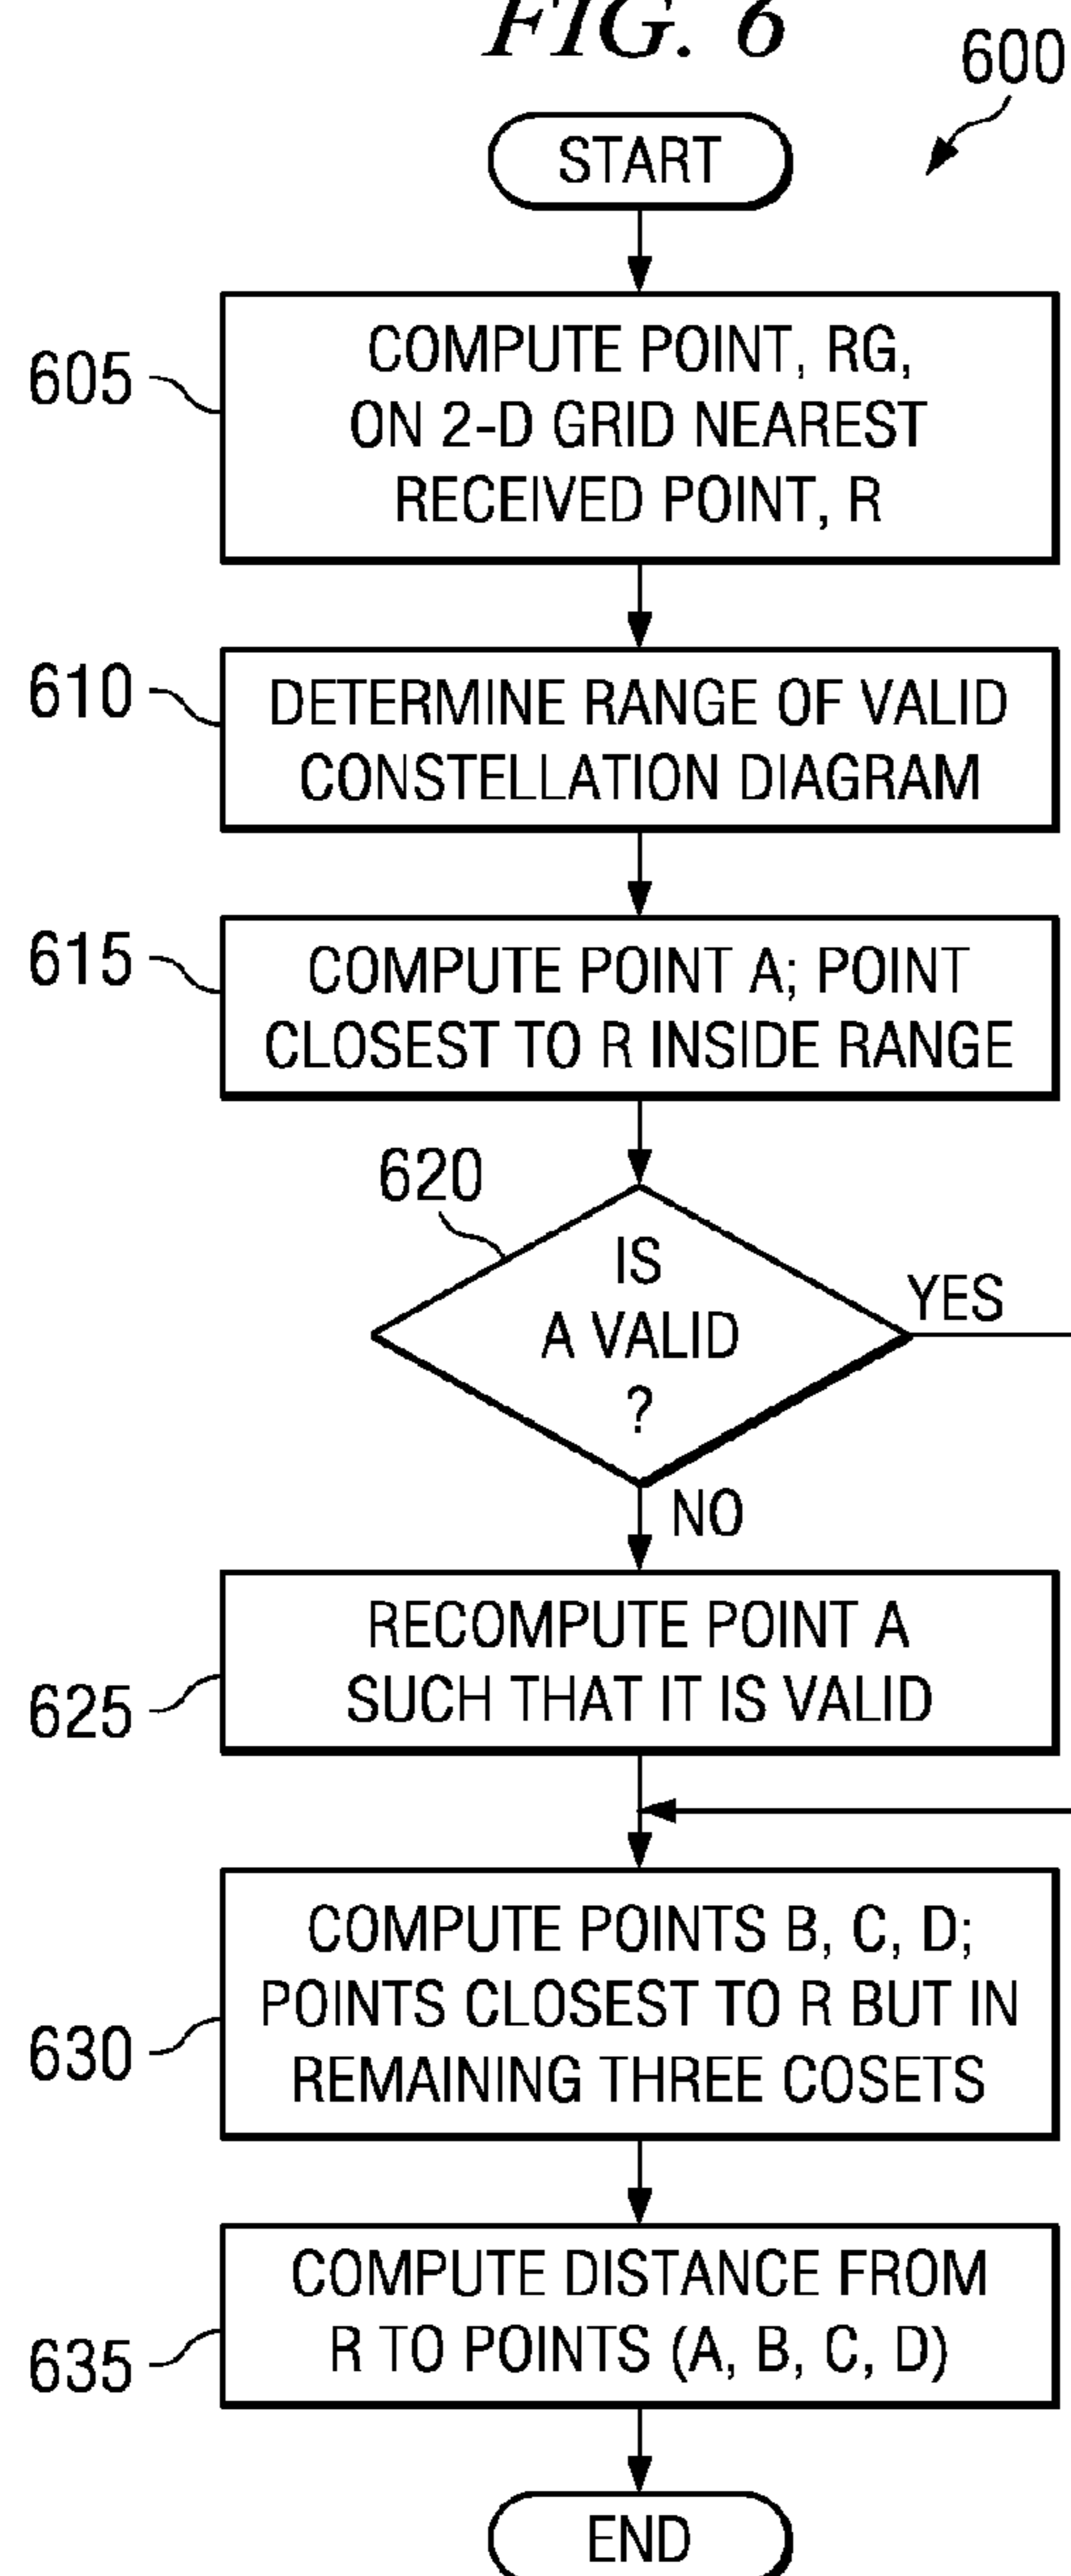 FIG. 6
600
START
605
COMPUTE POINT, RG,
ON 2-D GRID NEAREST
RECEIVED POINT, R
610
DETERMINE RANGE OF VALID
CONSTELLATION DIAGRAM
615
COMPUTE POINT A; POINT
CLOSEST TO R INSIDE RANGE
620
IS
A VALID
?
YES
NO
625
RECOMPUTE POINT A
SUCH THAT IT IS VALID
630
COMPUTE POINTS B, C, D;
POINTS CLOSEST TO R BUT IN
REMAINING THREE COSETS
635
COMPUTE DISTANCE FROM
R TO POINTS (A, B, C, D)
END